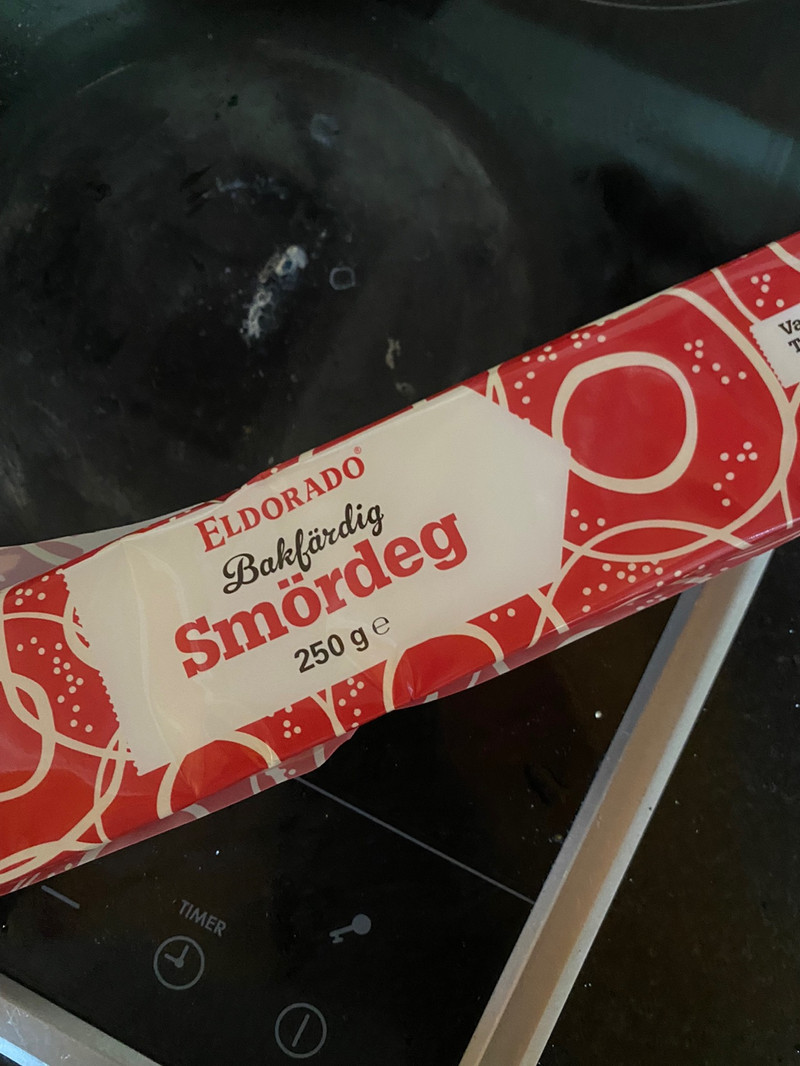 ELDORADO®
Bakfärdig
Smördeg
250 g ℮
TIMER